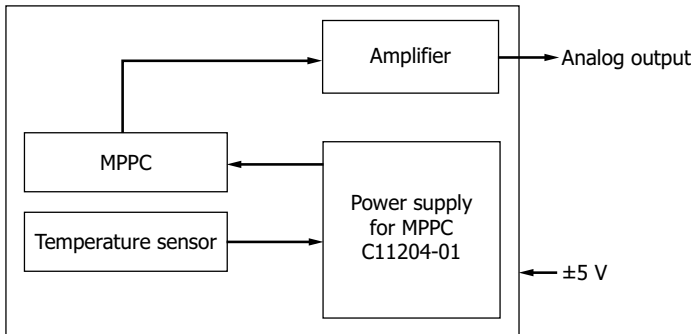 Amplifier
Analog output
MPPC
Power supply
for MPPC
C11204-01
Temperature sensor
±5 V